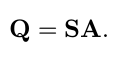 Q = SA.